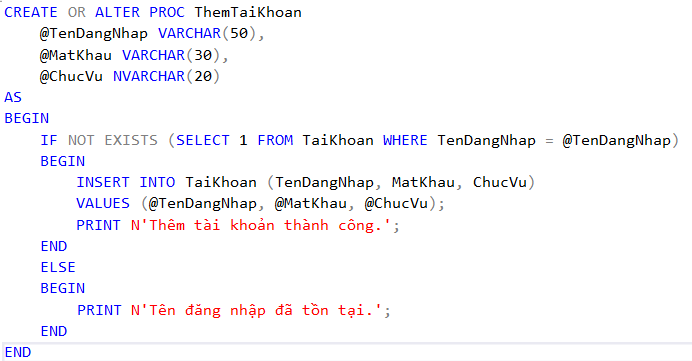 CREATE OR ALTER PROC ThemTaiKhoan
    @TenDangNhap VARCHAR(50),
    @MatKhau VARCHAR(30),
    @ChucVu NVARCHAR(20)
AS
BEGIN
    IF NOT EXISTS (SELECT 1 FROM TaiKhoan WHERE TenDangNhap = @TenDangNhap)
    BEGIN
        INSERT INTO TaiKhoan (TenDangNhap, MatKhau, ChucVu)
        VALUES (@TenDangNhap, @MatKhau, @ChucVu);
        PRINT N'Thêm tài khoản thành công.';
    END
    ELSE
    BEGIN
        PRINT N'Tên đăng nhập đã tồn tại.';
    END
END